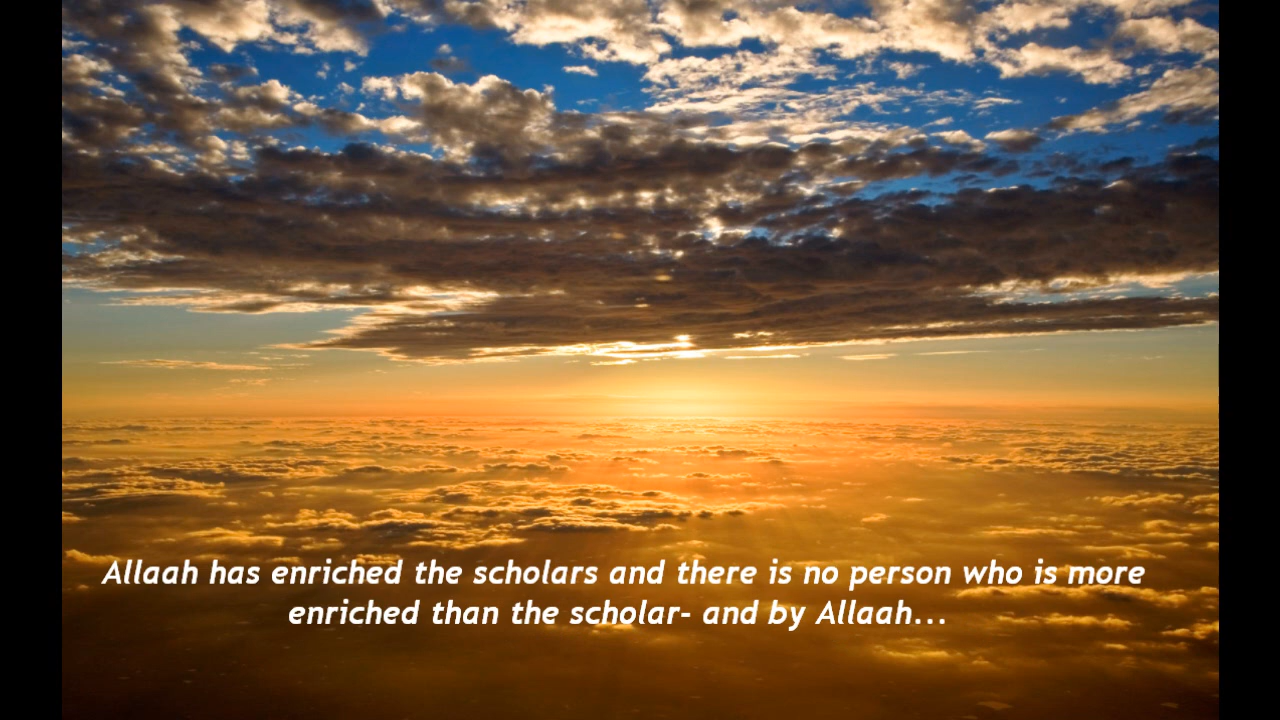 Allaah has enriched the scholars and there is no person who is more
enriched than the scholar- and by Allaah...